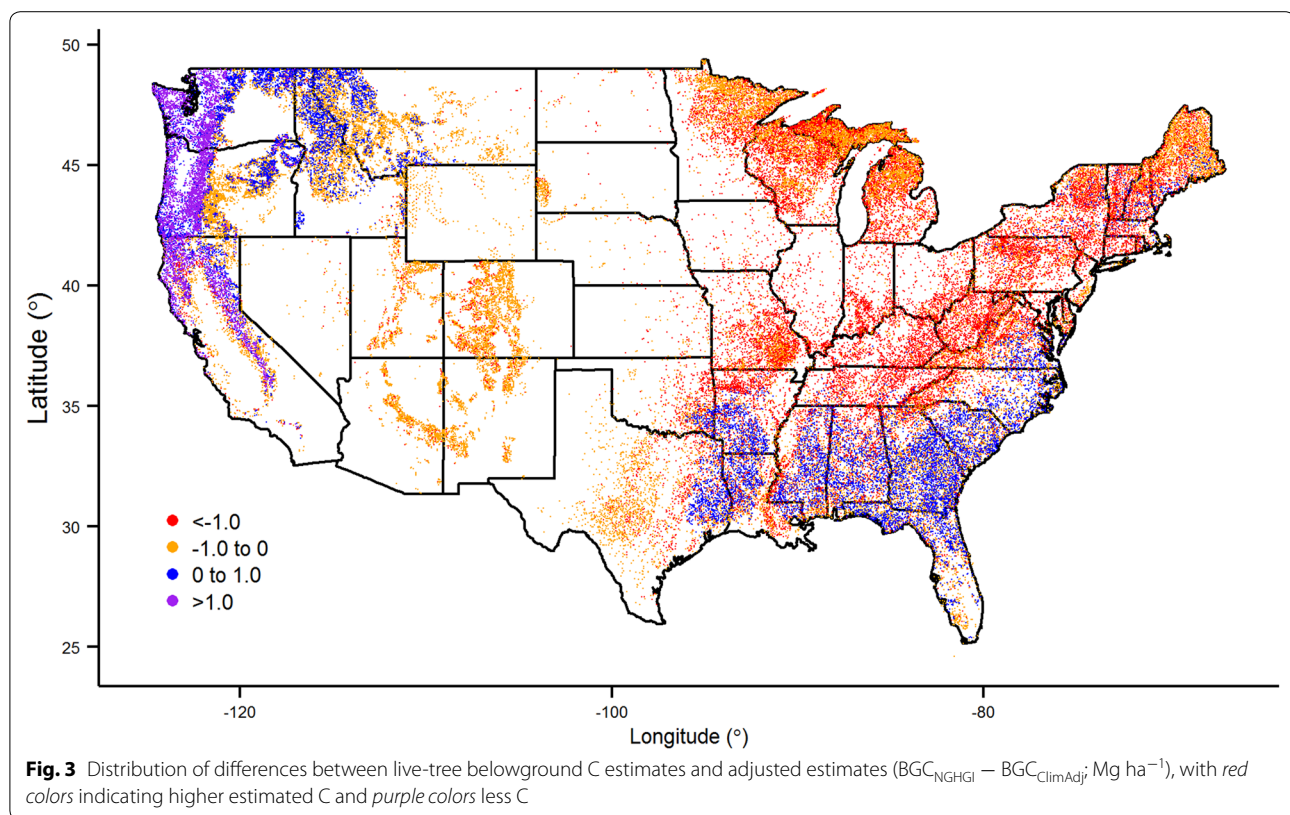 50
45
40
35
30
25
Latitude (°)
<-1.0
-1.0 to 0
0 to 1.0
>1.0
-120
-100
-80
Longitude (°)
Fig. 3 Distribution of differences between live-tree belowground C estimates and adjusted estimates (BGC_NGHGI − BGC_ClimAdj; Mg ha⁻¹), with red
colors indicating higher estimated C and purple colors less C